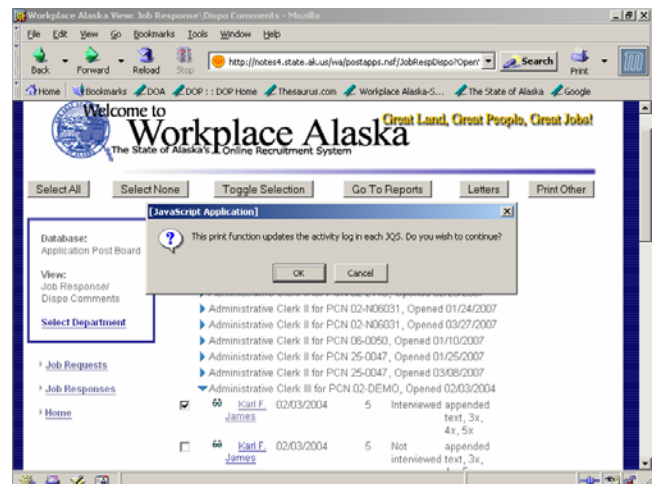 Workplace Alaska View: Job Response\Dispo Comments - Mozilla
File Edit View Go Bookmarks Tools Window Help
Back Forward Reload Stop http://notes4.state.ak.us/wa/postapps.nsf/JobRespDispo?Open Search Print
Home Bookmarks DOA DOP : : DOP Home Thesaurus.com Workplace Alaska-S... The State of Alaska Google
Welcome to
Workplace Alaska
The State of Alaska's Online Recruitment System
Great Land, Great People, Great Jobs!
Select All Select None Toggle Selection Go To Reports Letters Print Other
[JavaScript Application]
This print function updates the activity log in each JQS. Do you wish to continue?
OK Cancel
Database:
Application Post Board
View:
Job Response/
Dispo Comments
Select Department
Job Requests
Job Responses
Home
Administrative Clerk II for PCN 02-N06031, Opened 01/24/2007
Administrative Clerk II for PCN 02-N06031, Opened 03/27/2007
Administrative Clerk II for PCN 06-0050, Opened 01/10/2007
Administrative Clerk II for PCN 25-0047, Opened 01/25/2007
Administrative Clerk II for PCN 25-0047, Opened 03/08/2007
Administrative Clerk III for PCN 02-DEMO, Opened 02/03/2004
Karl F. 02/03/2004 5 Interviewed appended
James text, 3x,
4x, 5x
Karl F. 02/03/2004 5 Not appended
James interviewed text, 3x,